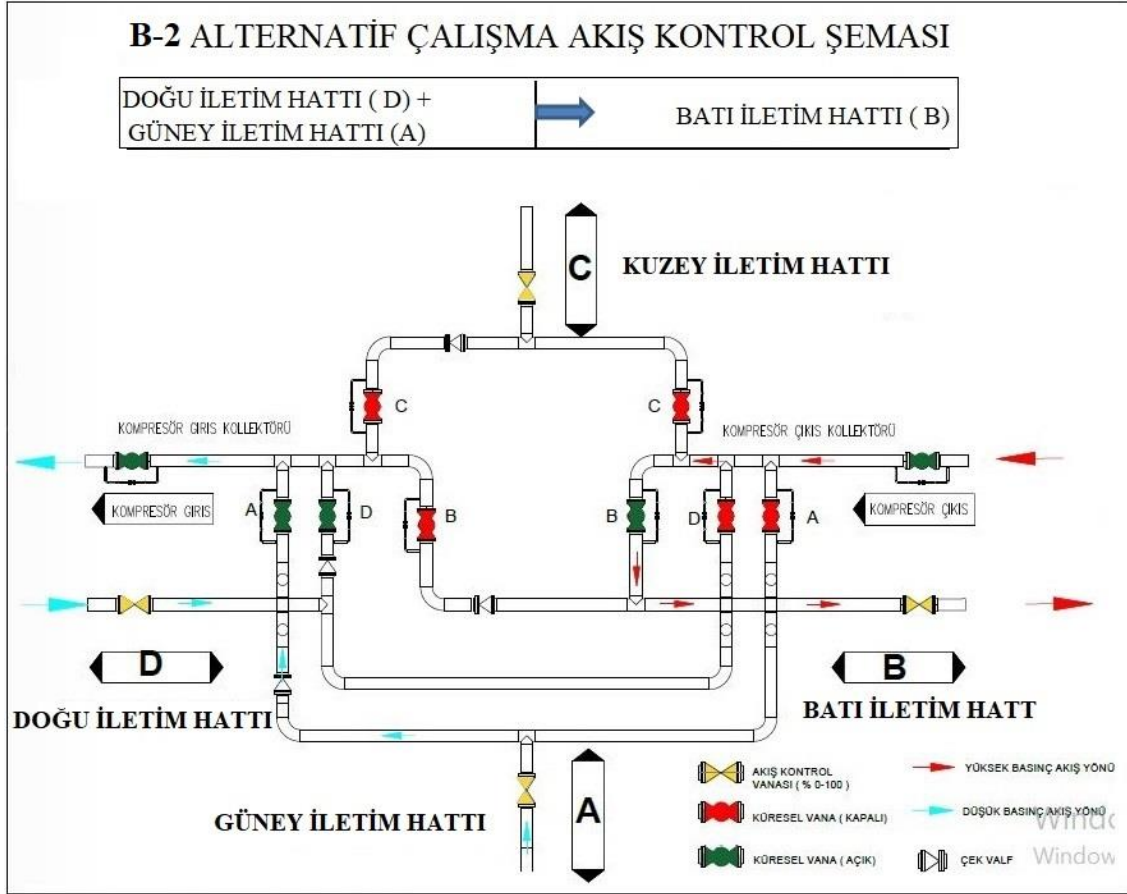 B-2 ALTERNATİF ÇALIŞMA AKIŞ KONTROL ŞEMASI
DOĞU İLETİM HATTI ( D) +
GÜNEY İLETİM HATTI (A)
BATI İLETİM HATTI ( B)
C
KUZEY İLETİM HATTI
C
C
KOMPRESÖR GIRIS KOLLEKTÖRÜ
KOMPRESÖR ÇIKIS KOLLEKTÖRÜ
KOMPRESÖR GIRIS
A
D
B
B
D
A
KOMPRESÖR ÇIKIS
D
B
DOĞU İLETİM HATTI
BATI İLETİM HATT
GÜNEY İLETİM HATTI
A
AKIŞ KONTROL
VANASI ( % 0-100 )
YÜKSEK BASINÇ AKIŞ YÖNÜ
KÜRESEL VANA ( KAPALI)
DÜŞÜK BASINÇ AKIŞ YÖNÜ
KÜRESEL VANA ( AÇIK)
ÇEK VALF
Window